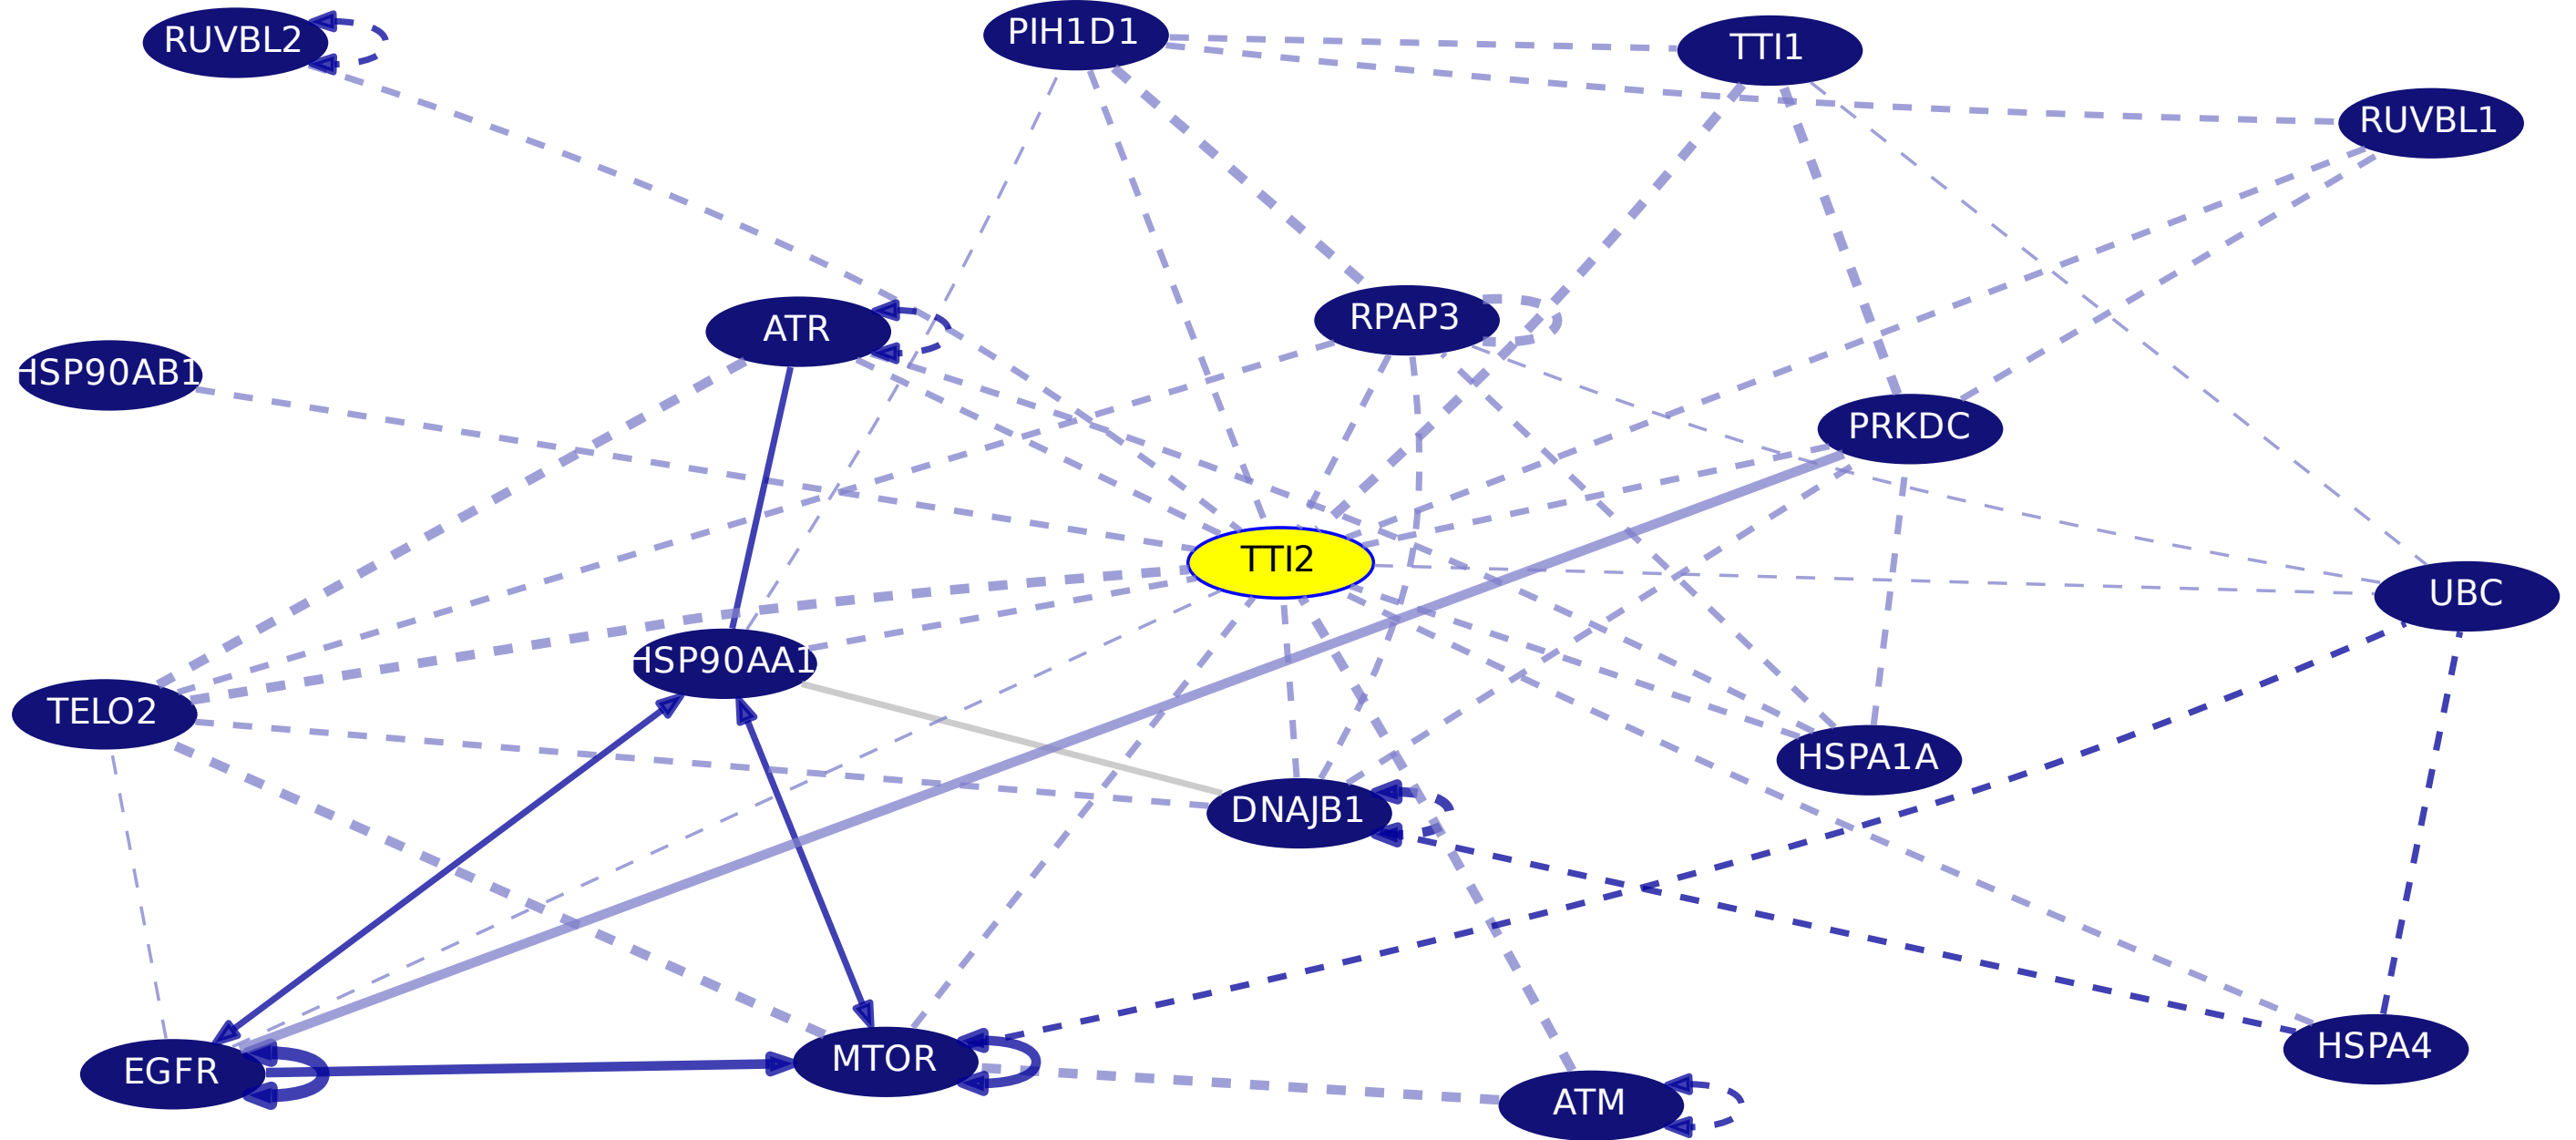 RUVBL2
PIH1D1
TTI1
RUVBL1
ATR
RPAP3
HSP90AB1
PRKDC
TTI2
UBC
HSP90AA1
TELO2
HSPA1A
DNAJB1
EGFR
MTOR
HSPA4
ATM